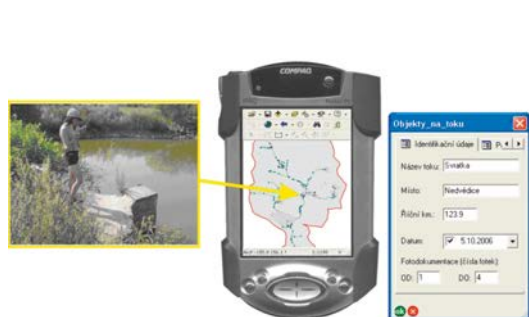 COMPAQ
Objekty_na_toku
Identifikační údaje
Název toku: Svratka
Místo: Nedvědice
Říční km.: 123.9
Datum: 5.10.2006
Fotodokumentace (čísla fotek):
OD: 1 DO: 4
ok